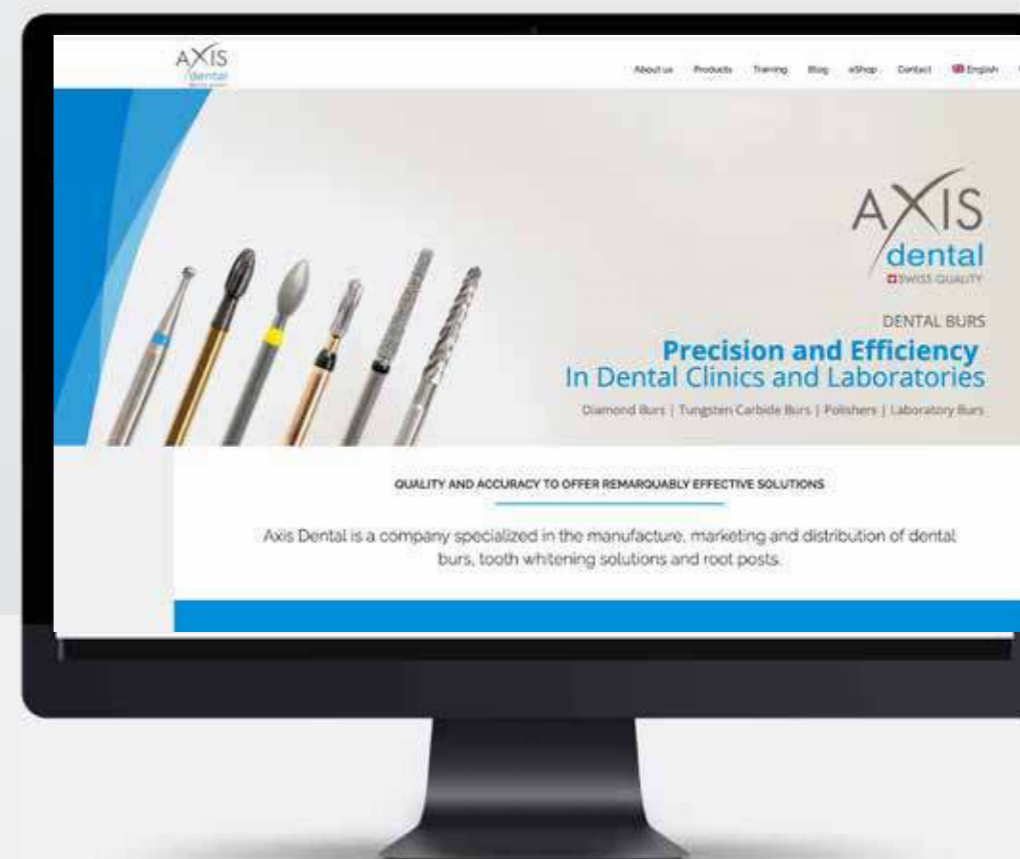 AXIS
dental
About us Products Training Blog eShop Contact English
AXIS
dental
SWISS QUALITY
DENTAL BURS
Precision and Efficiency
In Dental Clinics and Laboratories
Diamond Burs | Tungsten Carbide Burs | Polishers | Laboratory Burs
QUALITY AND ACCURACY TO OFFER REMARQUABLY EFFECTIVE SOLUTIONS
Axis Dental is a company specialized in the manufacture, marketing and distribution of dental
burs, tooth whitening solutions and root posts.